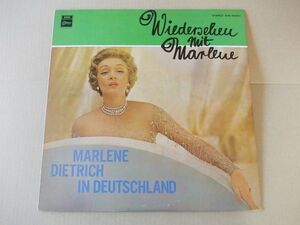 Wiedersehen
mit
Marlene
MARLENE
DIETRICH
IN DEUTSCHLAND